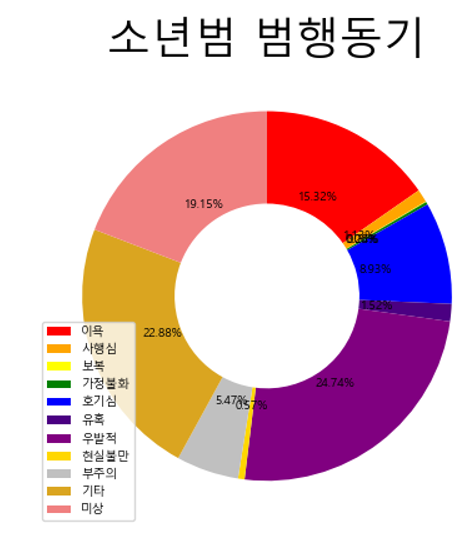 소년범 범행동기
15.32%
19.15%
8.93%
1.52%
22.88%
24.74%
5.47%
0.57%
이욕
사행심
보복
가정불화
호기심
유혹
우발적
현실불만
부주의
기타
미상